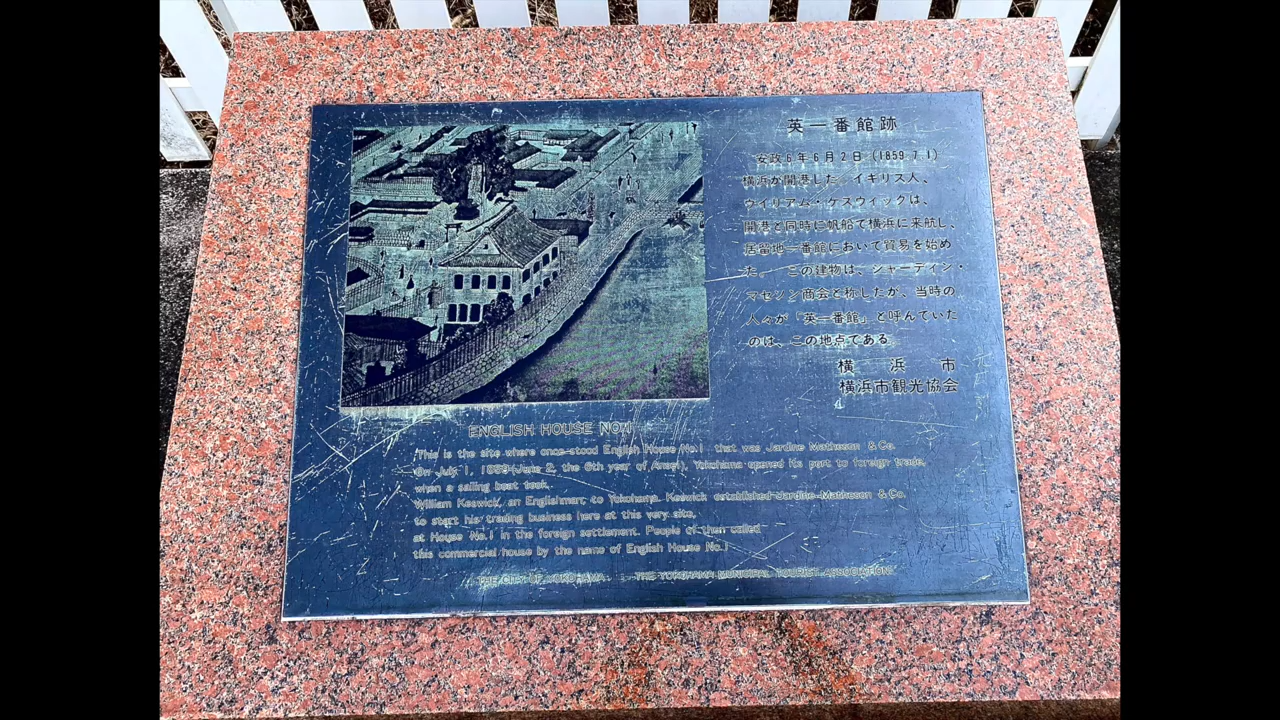 英一番館跡
安政6年6月2日(1859.7.1)
横浜が開港した イギリス人、
ウイリアム・ケスウィックは、
開港と同時に帆船で横浜に来航し、
居留地一番館において貿易を始め
た。 この建物は、ジャーディン・
マセソン商会と称したが、当時の
人々が「英一番館」と呼んでいた
のは、この地点である
横浜市
横浜市観光協会
ENGLISH HOUSE NO.1
This is the site where once stood English House No.1 that was Jardine Matheson & Co.
On July 1, 1859 (June 2, the 6th year of Ansei), Yokohama opened its port to foreign trade,
when a sailing boat took,
William Keswick, an Englishman, to Yokohama. Keswick established Jardine Matheson & Co.
to start his trading business here at this very site,
at House No.1 in the foreign settlement. People of then called
this commercial house by the name of English House No.1
THE CITY OF YOKOHAMA THE YOKOHAMA MUNICIPAL TOURIST ASSOCIATION